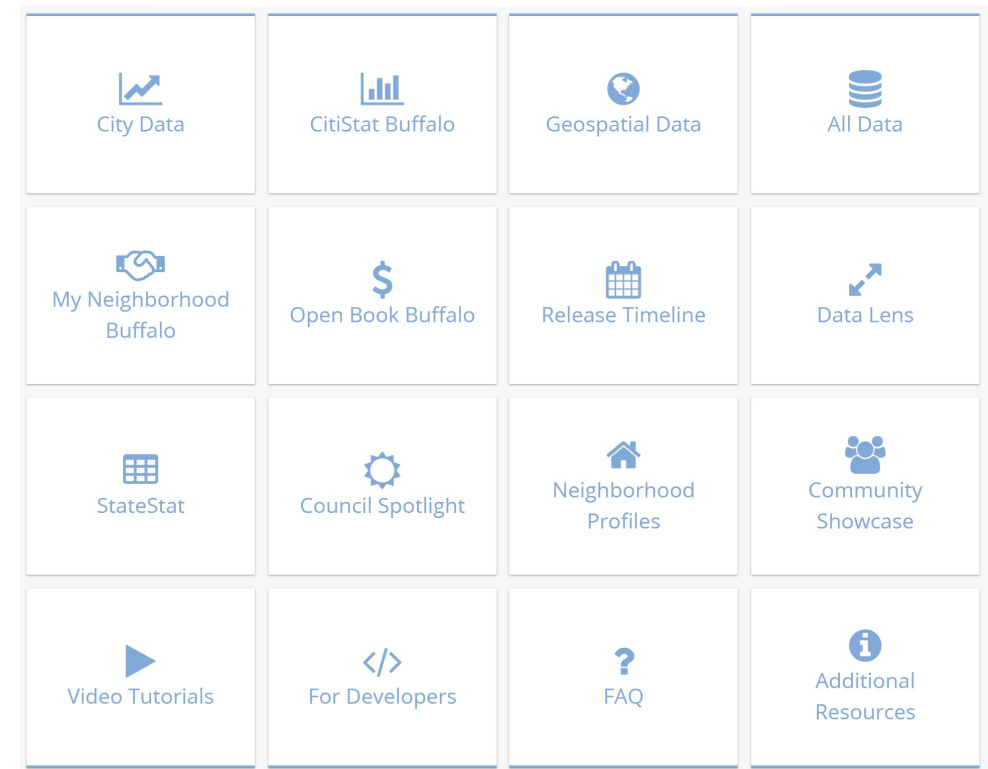 City Data
CitiStat Buffalo
Geospatial Data
All Data
My Neighborhood
Buffalo
Open Book Buffalo
Release Timeline
Data Lens
StateStat
Council Spotlight
Neighborhood
Profiles
Community
Showcase
Video Tutorials
For Developers
FAQ
Additional
Resources